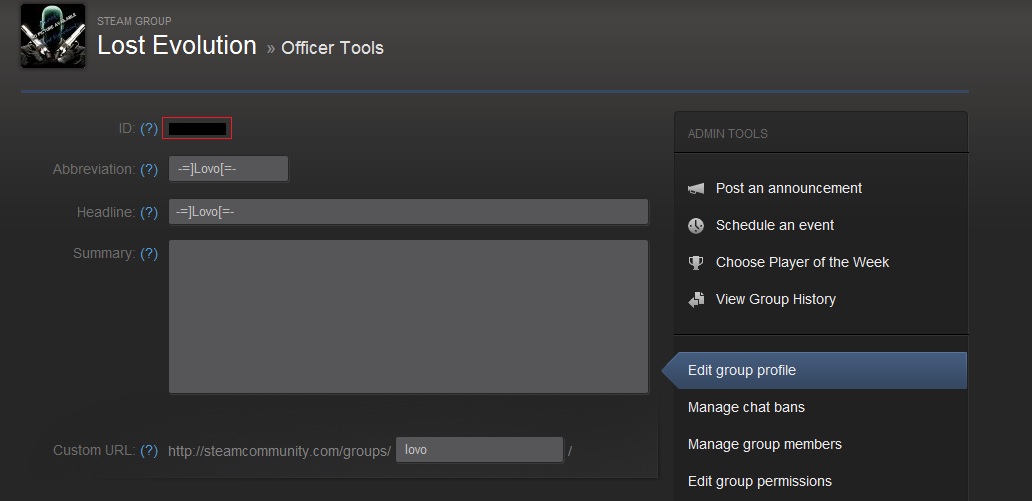 STEAM GROUP
Lost Evolution » Officer Tools
ID: (?)
Abbreviation: (?) -=]Lovo[=-
Headline: (?) -=]Lovo[=-
Summary: (?)
Custom URL: (?) http://steamcommunity.com/groups/ lovo /
ADMIN TOOLS
Post an announcement
Schedule an event
Choose Player of the Week
View Group History
Edit group profile
Manage chat bans
Manage group members
Edit group permissions